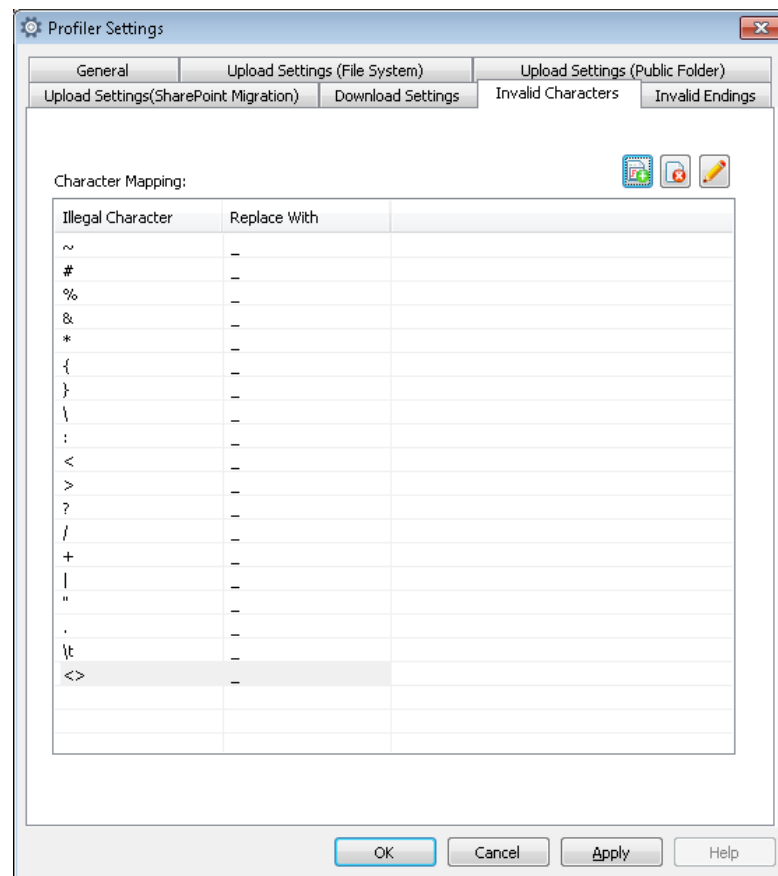 Profiler Settings
General Upload Settings (File System) Upload Settings (Public Folder)
Upload Settings(SharePoint Migration) Download Settings Invalid Characters Invalid Endings
Character Mapping:
Illegal Character Replace With
~ _
# _
% _
& _
* _
{ _
} _
\ _
: _
< _
> _
? _
/ _
+ _
| _
" _
. _
\t _
<> _
OK Cancel Apply Help